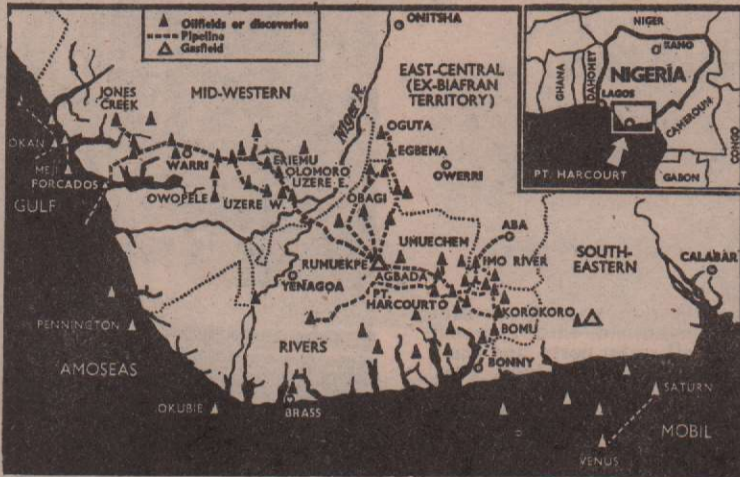 Oilfields or discoveries
Pipeline
Gasfield
ONITSHA
EAST-CENTRAL
(EX-BIAFRAN
TERRITORY)
MID-WESTERN
JONES
CREEK
Niger R.
OGUTA
EGBEMA
OWERRI
OKAN
MEJI
FORCADOS
GULF
WARRI
ERIEMU
OLOMORO
UZERE E.
OWOPELE
UZERE W.
OBAGI
UMUECHEM
ABA
IMO RIVER
SOUTH-
EASTERN
CALABAR
RUMUEKPE
AGBADA
PT.
HARCOURT
YENAGOA
KOROKORO
BOMU
PENNINGTON
RIVERS
BONNY
AMOSEAS
OKUBIE
BRASS
SATURN
MOBIL
VENUS
NIGER
KANO
NIGERIA
GHANA
DAHOMEY
LAGOS
CAMEROUN
CONGO
PT. HARCOURT
GABON